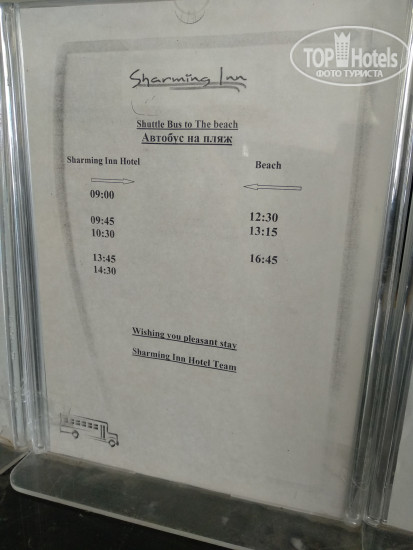 TOP Hotels
ФОТО ТУРИСТА
Sharming Inn
Shuttle Bus to The beach
Автобус на пляж
Sharming Inn Hotel Beach
09:00
09:45 12:30
10:30 13:15
13:45 16:45
14:30
Wishing you pleasant stay
Sharming Inn Hotel Team